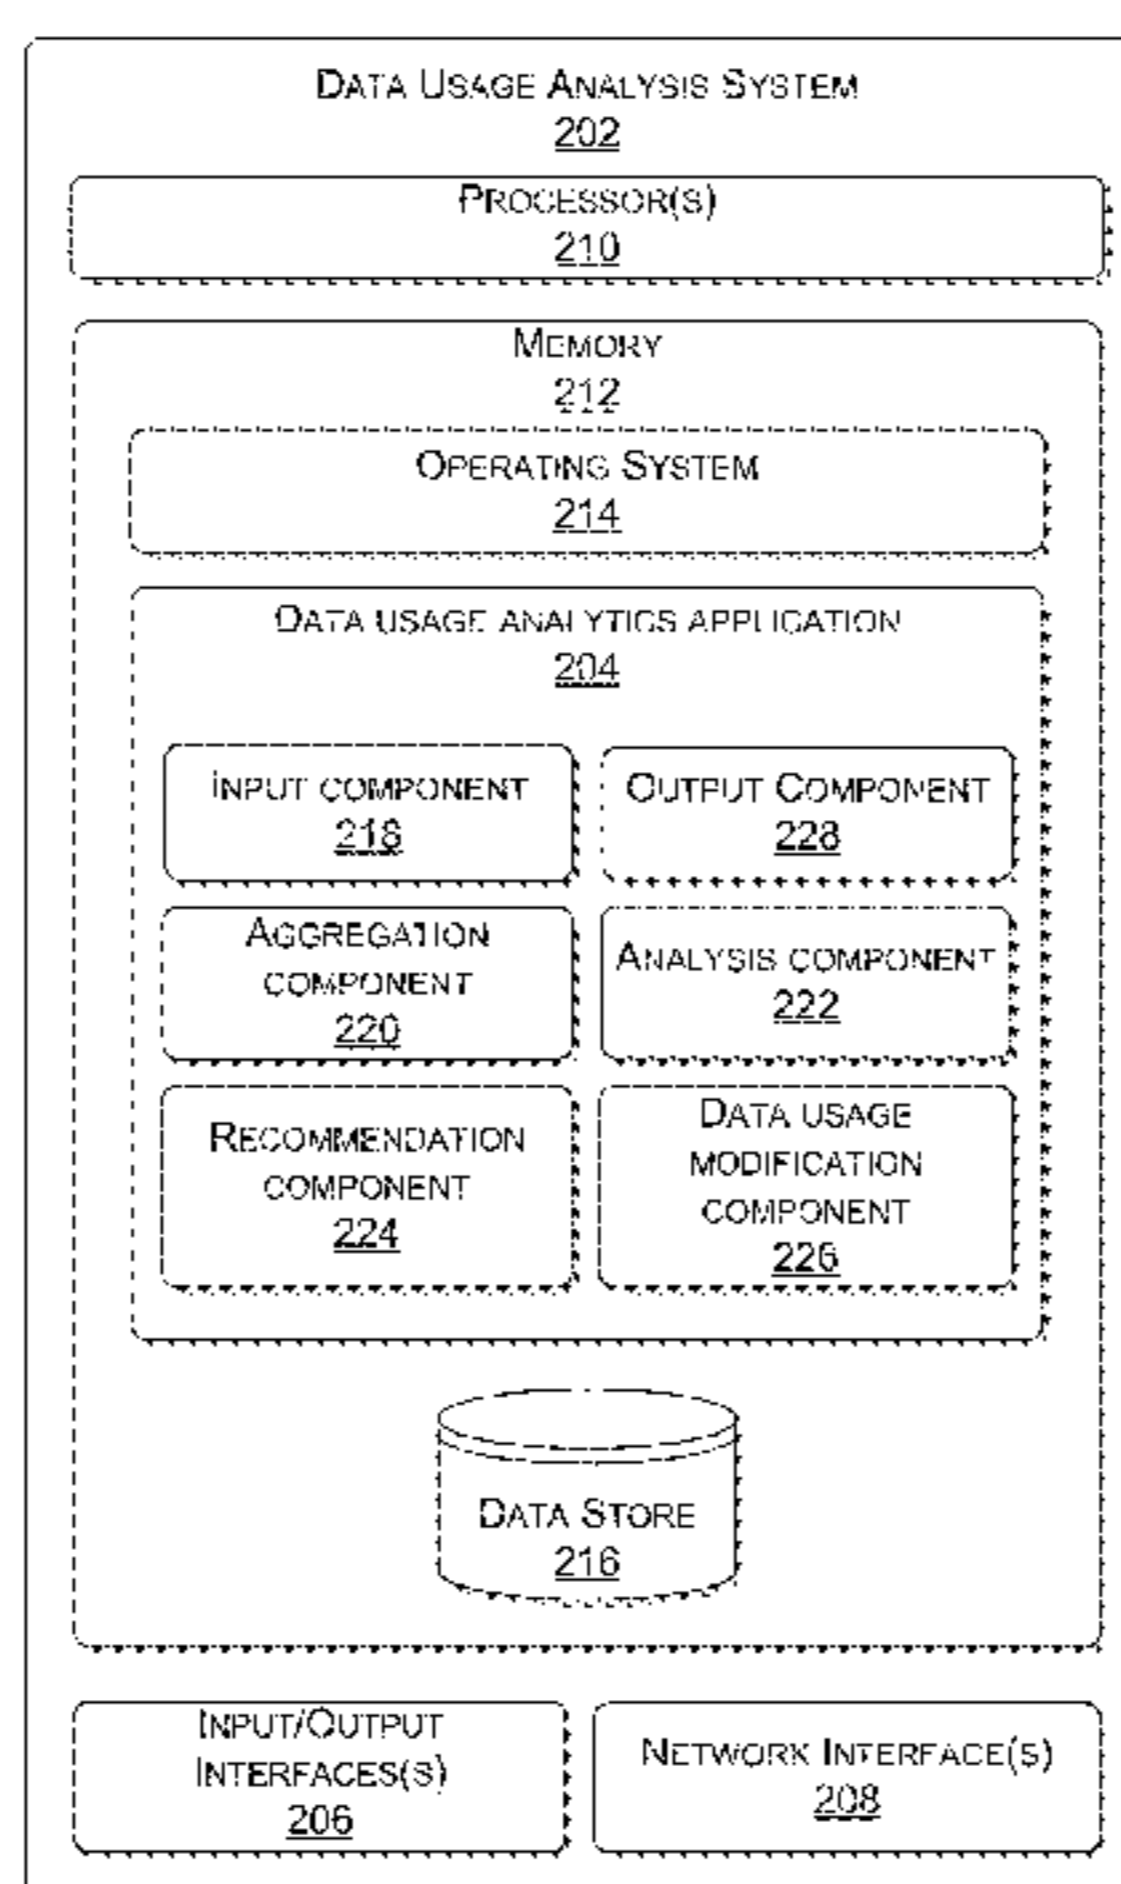 DATA USAGE ANALYSIS SYSTEM
202
PROCESSOR(S)
210
MEMORY
212
OPERATING SYSTEM
214
DATA USAGE ANALYTICS APPLICATION
204
INPUT COMPONENT
218
OUTPUT COMPONENT
228
AGGREGATION
COMPONENT
220
ANALYSIS COMPONENT
222
RECOMMENDATION
COMPONENT
224
DATA USAGE
MODIFICATION
COMPONENT
226
DATA STORE
216
INPUT/OUTPUT
INTERFACES(S)
206
NETWORK INTERFACE(S)
208